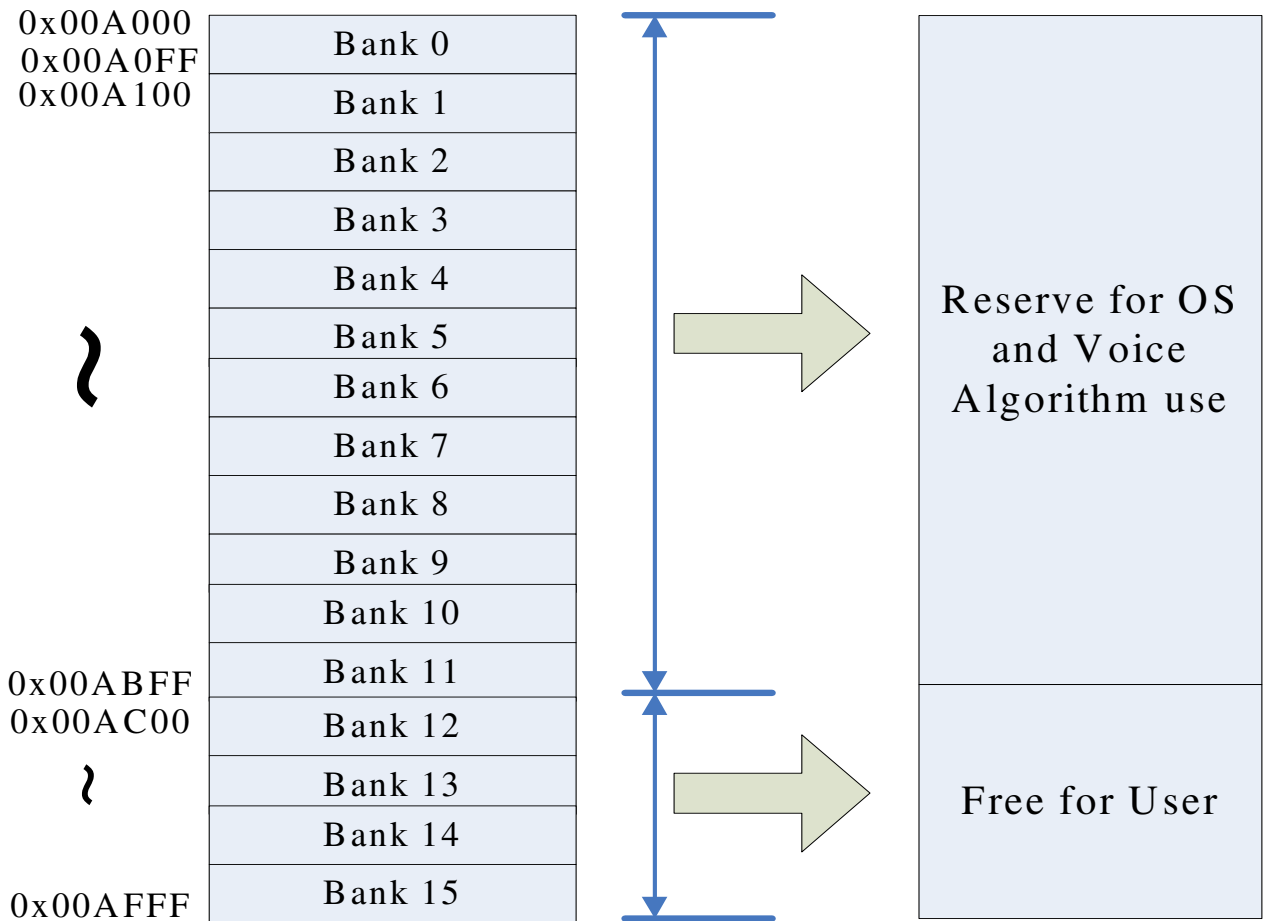 0x00A000
0x00A0FF
0x00A100
Bank 0
Bank 1
Bank 2
Bank 3
Bank 4
Bank 5
Bank 6
Bank 7
Bank 8
Bank 9
Bank 10
Bank 11
Bank 12
Bank 13
Bank 14
Bank 15
~
0x00ABFF
0x00AC00
~
0x00AFFF
Reserve for OS
and Voice
Algorithm use
Free for User